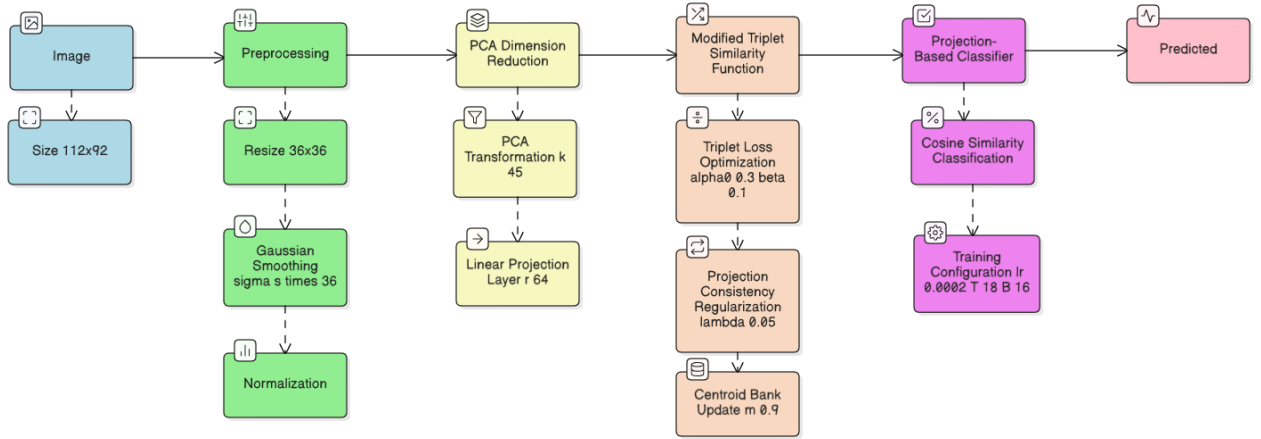 Image
Size 112x92
Preprocessing
Resize 36x36
Gaussian
Smoothing
sigma s times 36
Normalization
PCA Dimension
Reduction
PCA
Transformation k
45
Linear Projection
Layer r 64
Modified Triplet
Similarity
Function
Triplet Loss
Optimization
alpha0 0.3 beta
0.1
Projection
Consistency
Regularization
lambda 0.05
Centroid Bank
Update m 0.9
Projection-
Based Classifier
Cosine Similarity
Classification
Training
Configuration lr
0.0002 T 18 B 16
Predicted